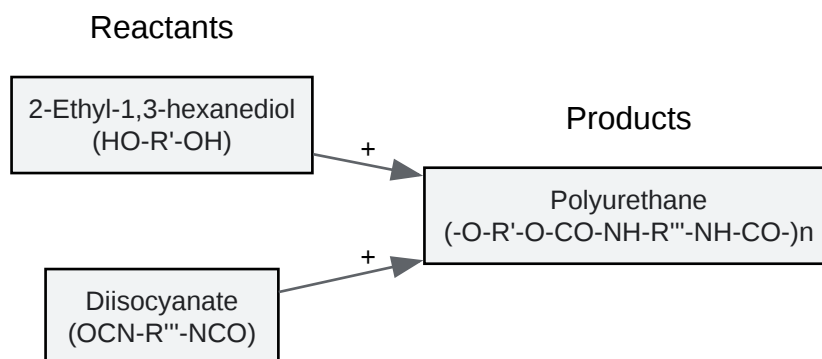 Reactants
2-Ethyl-1,3-hexanediol
(HO-R'-OH)
+
Products
Polyurethane
(-O-R'-O-CO-NH-R'''-NH-CO-)n
+
Diisocyanate
(OCN-R'''-NCO)